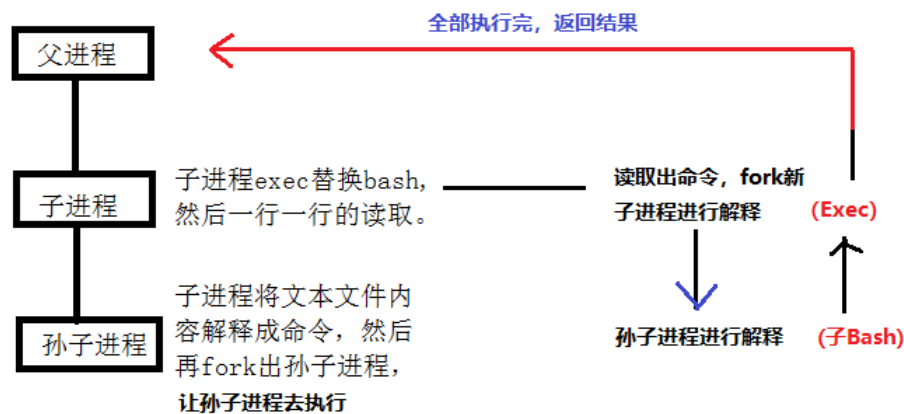 全部执行完，返回结果
父进程
子进程
子进程exec替换bash,
然后一行一行的读取。
读取出命令，fork新
子进程进行解释
(Exec)
孙子进程
子进程将文本文件内
容解释成命令，然后
再fork出孙子进程，
让孙子进程去执行
孙子进程进行解释
(子Bash)